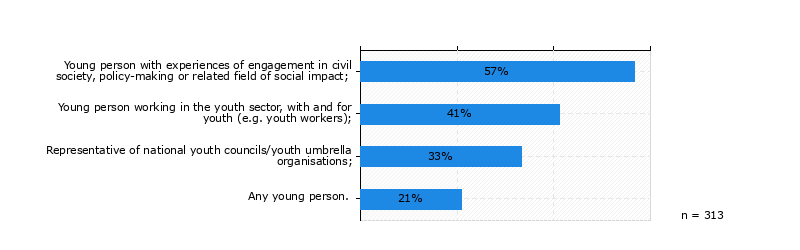 Young person with experiences of engagement in civil
society, policy-making or related field of social impact;
57%
Young person working in the youth sector, with and for
youth (e.g. youth workers);
41%
Representative of national youth councils/youth umbrella
organisations;
33%
Any young person.
21%
n = 313